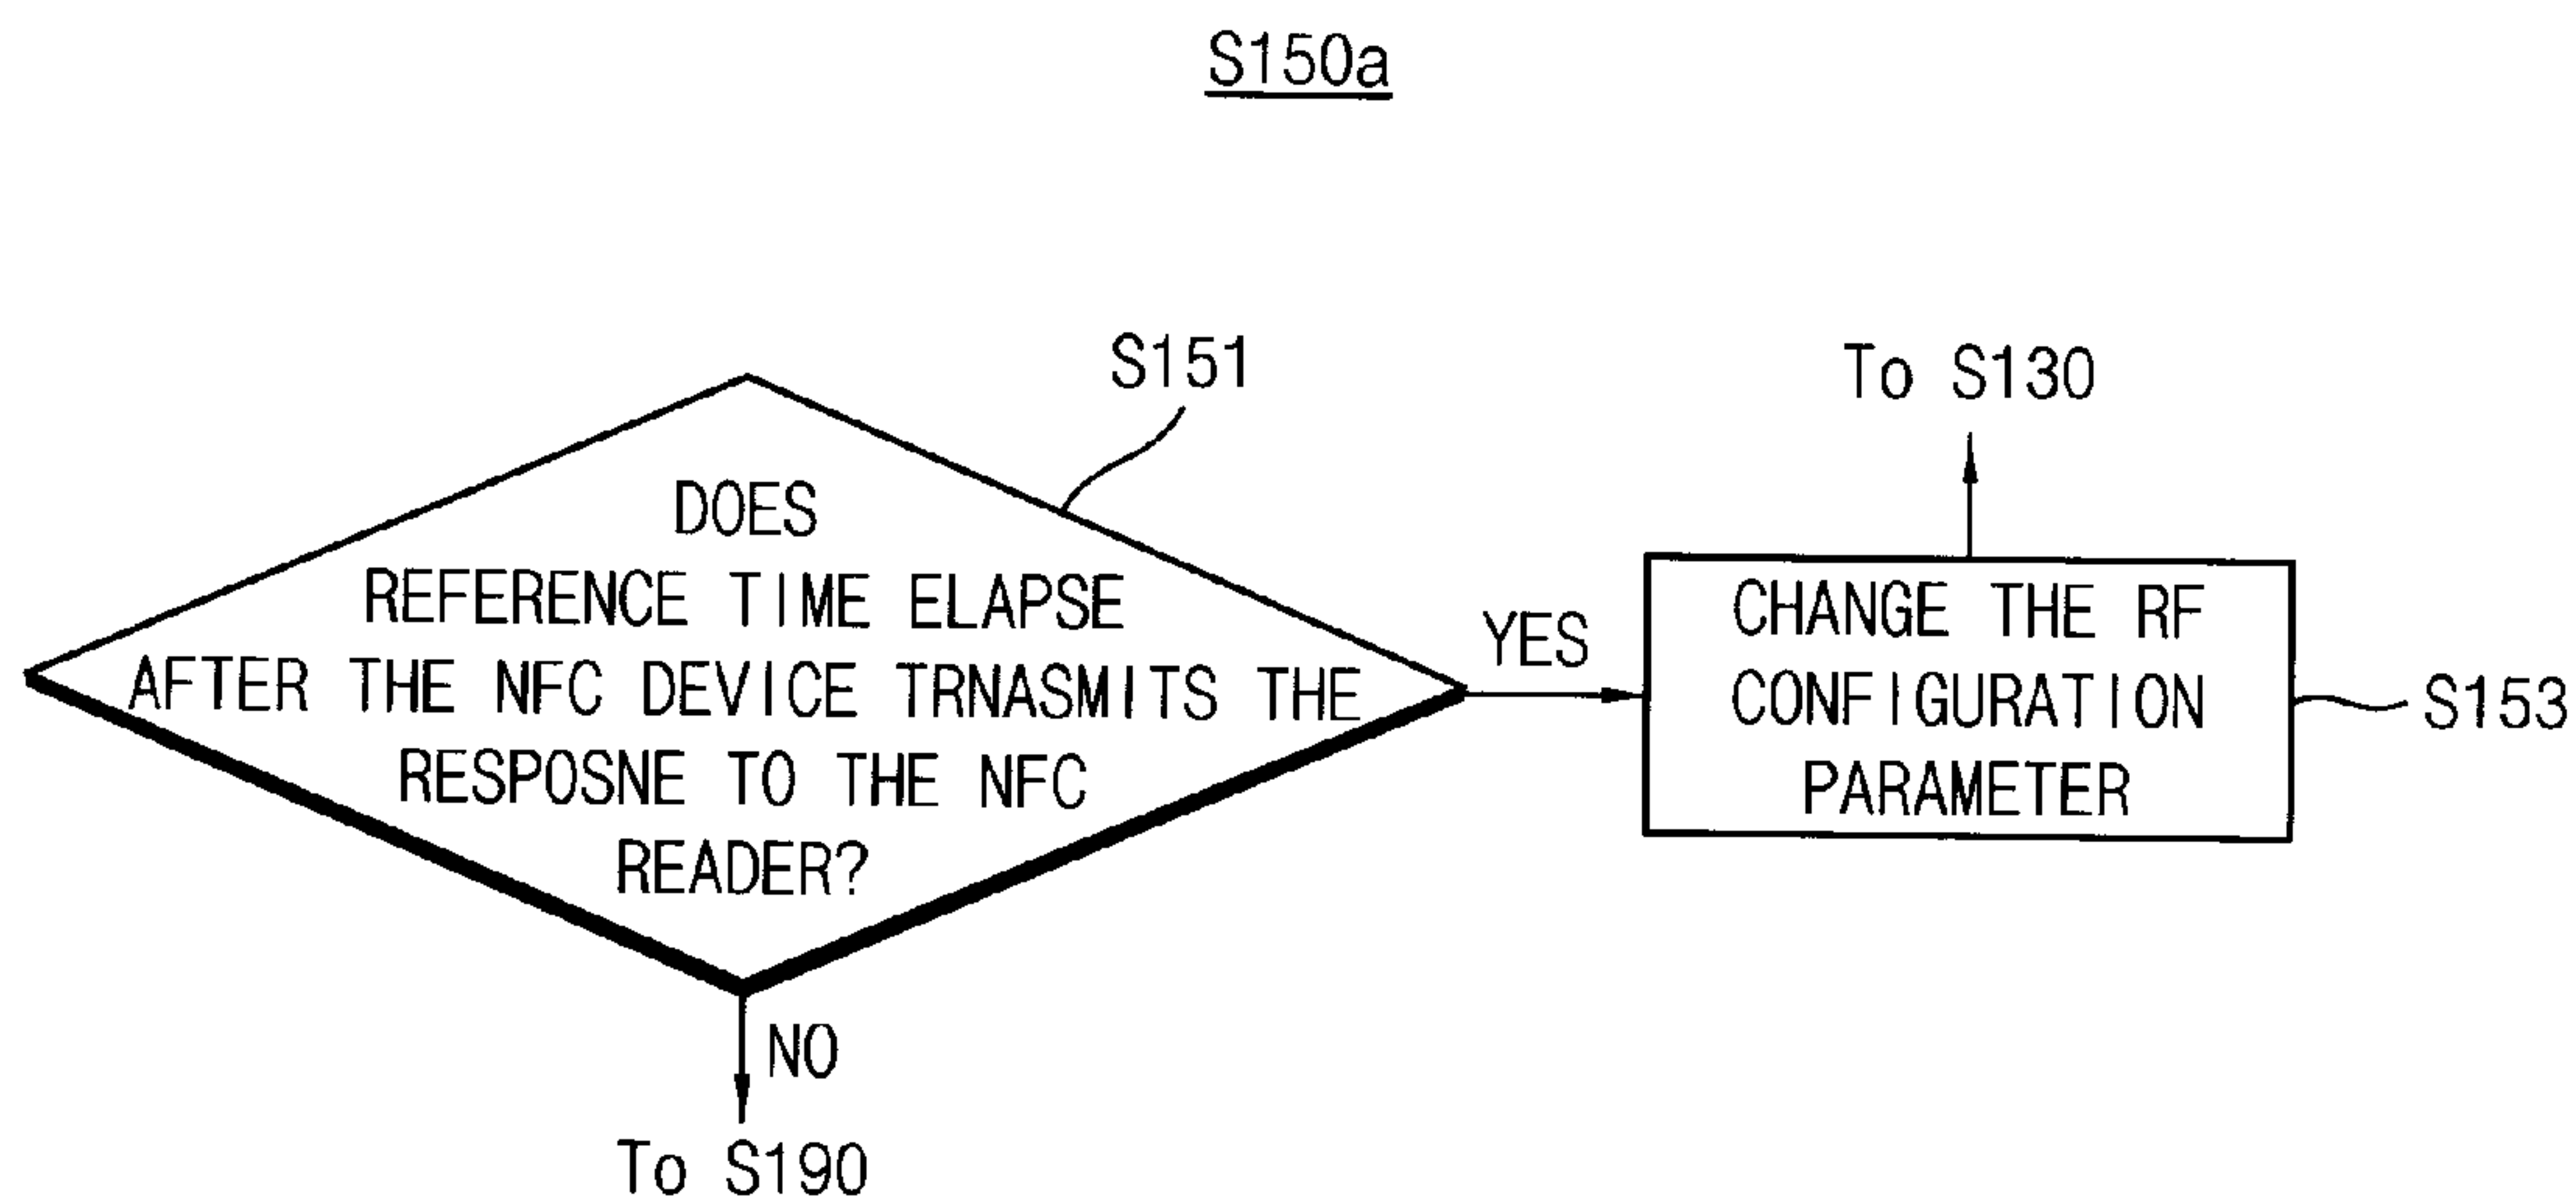 S150a
S151
DOES
REFERENCE TIME ELAPSE
AFTER THE NFC DEVICE TRNASMITS THE
RESPOSNE TO THE NFC
READER?
YES
NO
To S190
To S130
CHANGE THE RF
CONFIGURATION
PARAMETER
S153